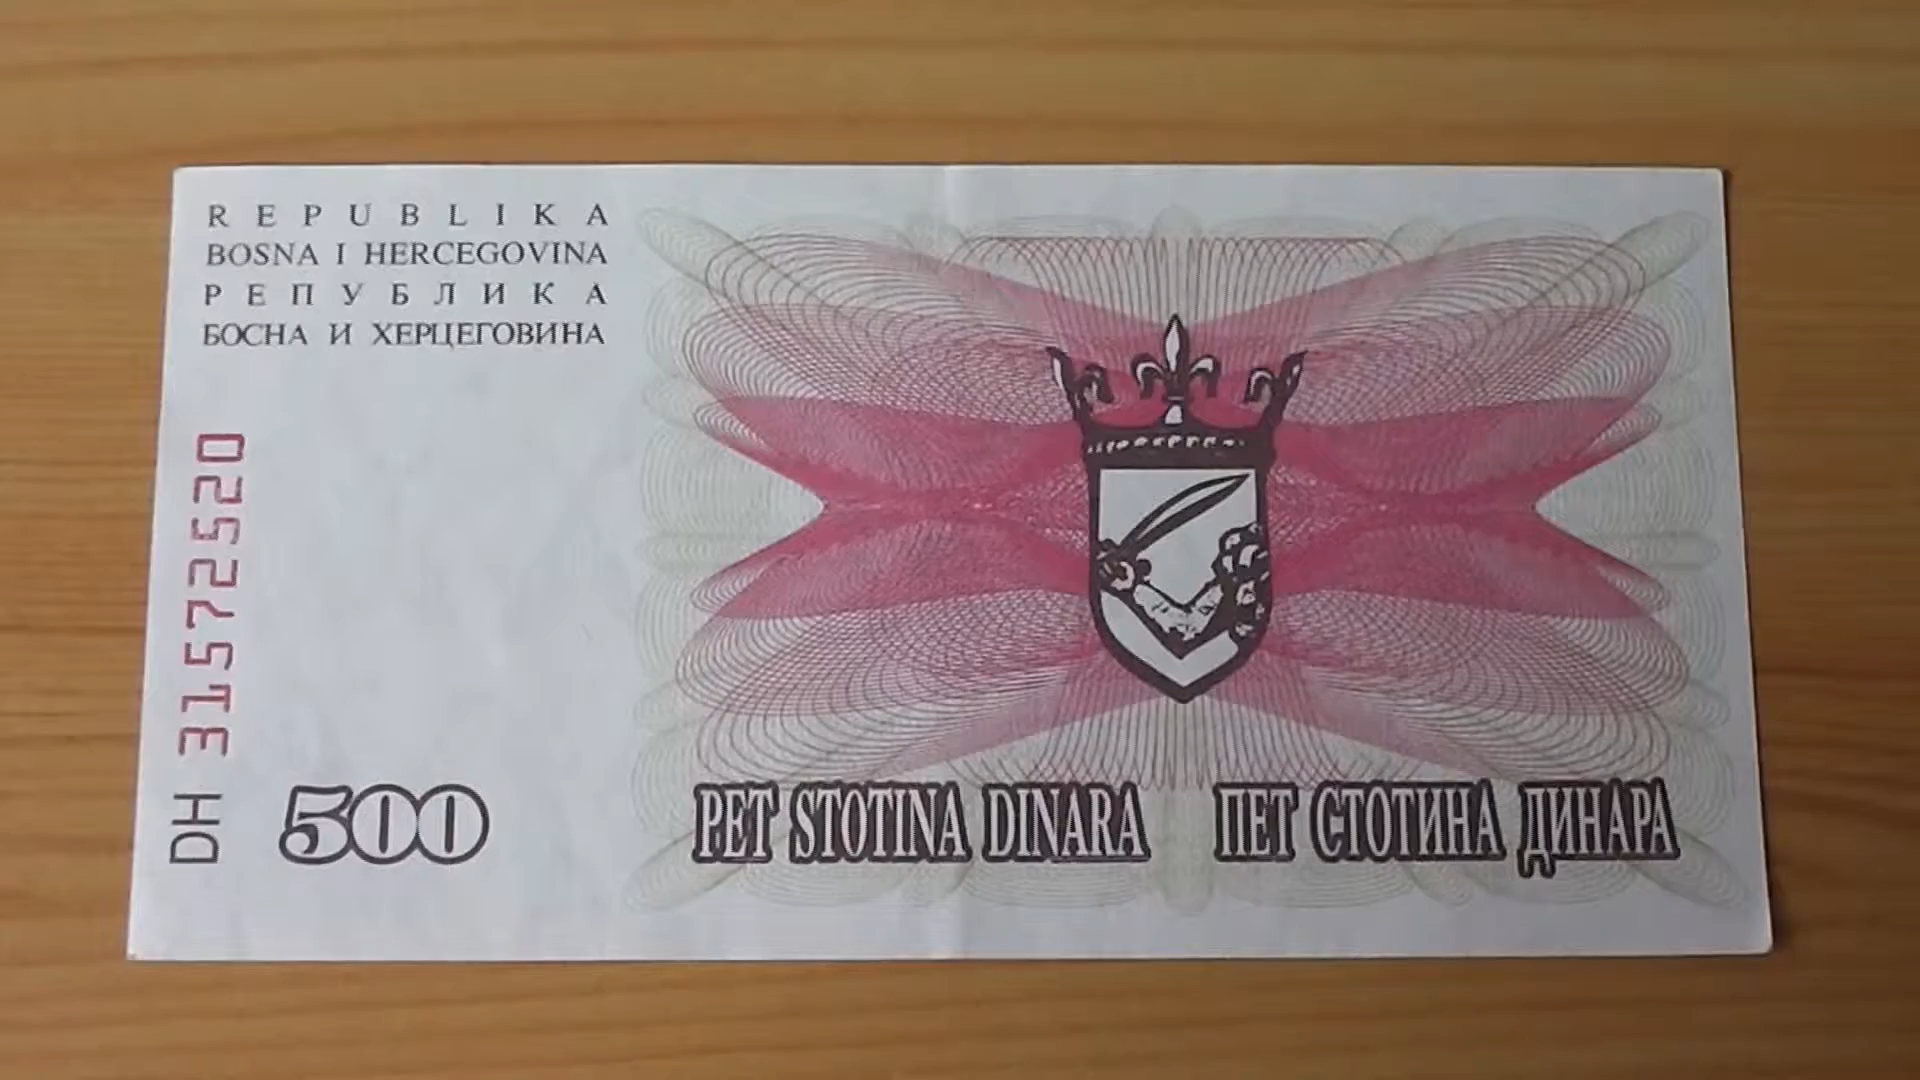 REPUBLIKA
BOSNA I HERCEGOVINA
РЕПУБЛИКА
БОСНА И ХЕРЦЕГОВИНА
DH 31572520
500
PET STOTINA DINARA ПЕТ СТОТИНА ДИНАРА